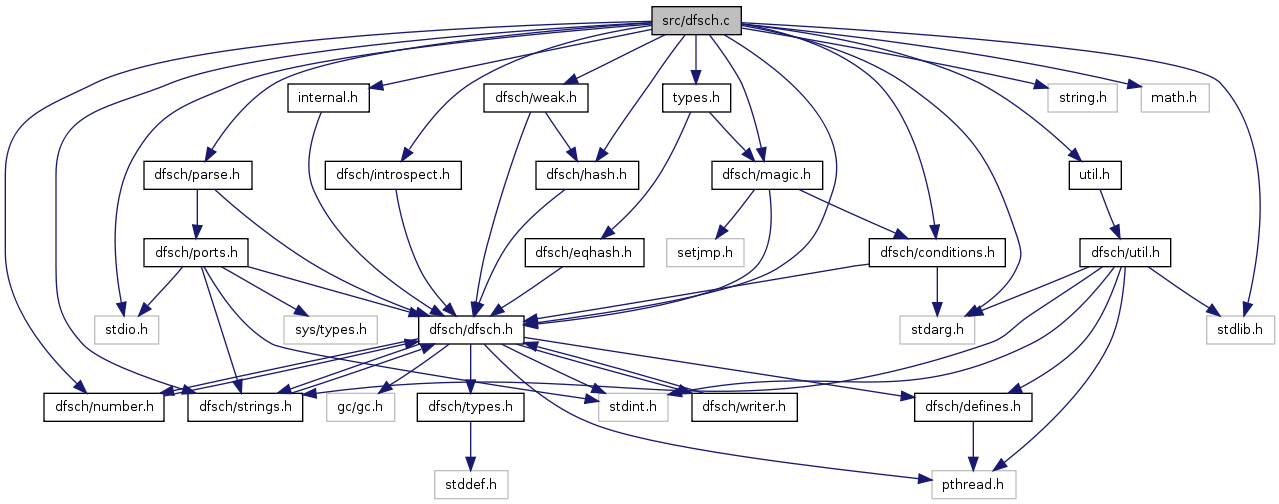 src/dfsch.c
internal.h
dfsch/weak.h
types.h
string.h
math.h
dfsch/parse.h
dfsch/introspect.h
dfsch/hash.h
dfsch/magic.h
util.h
dfsch/ports.h
dfsch/eqhash.h
setjmp.h
dfsch/conditions.h
dfsch/util.h
stdio.h
sys/types.h
dfsch/dfsch.h
stdarg.h
stdlib.h
dfsch/number.h
dfsch/strings.h
gc/gc.h
dfsch/types.h
stdint.h
dfsch/writer.h
dfsch/defines.h
stddef.h
pthread.h